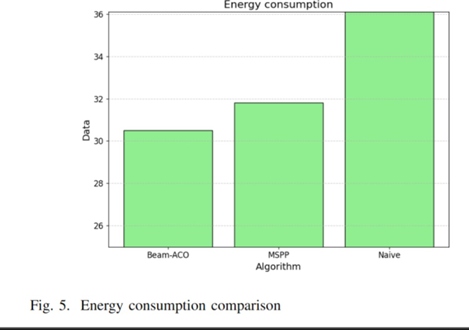 Energy consumption
36
34
32
30
28
26
Data
Beam-ACO MSPP Naive
Algorithm
Fig. 5. Energy consumption comparison